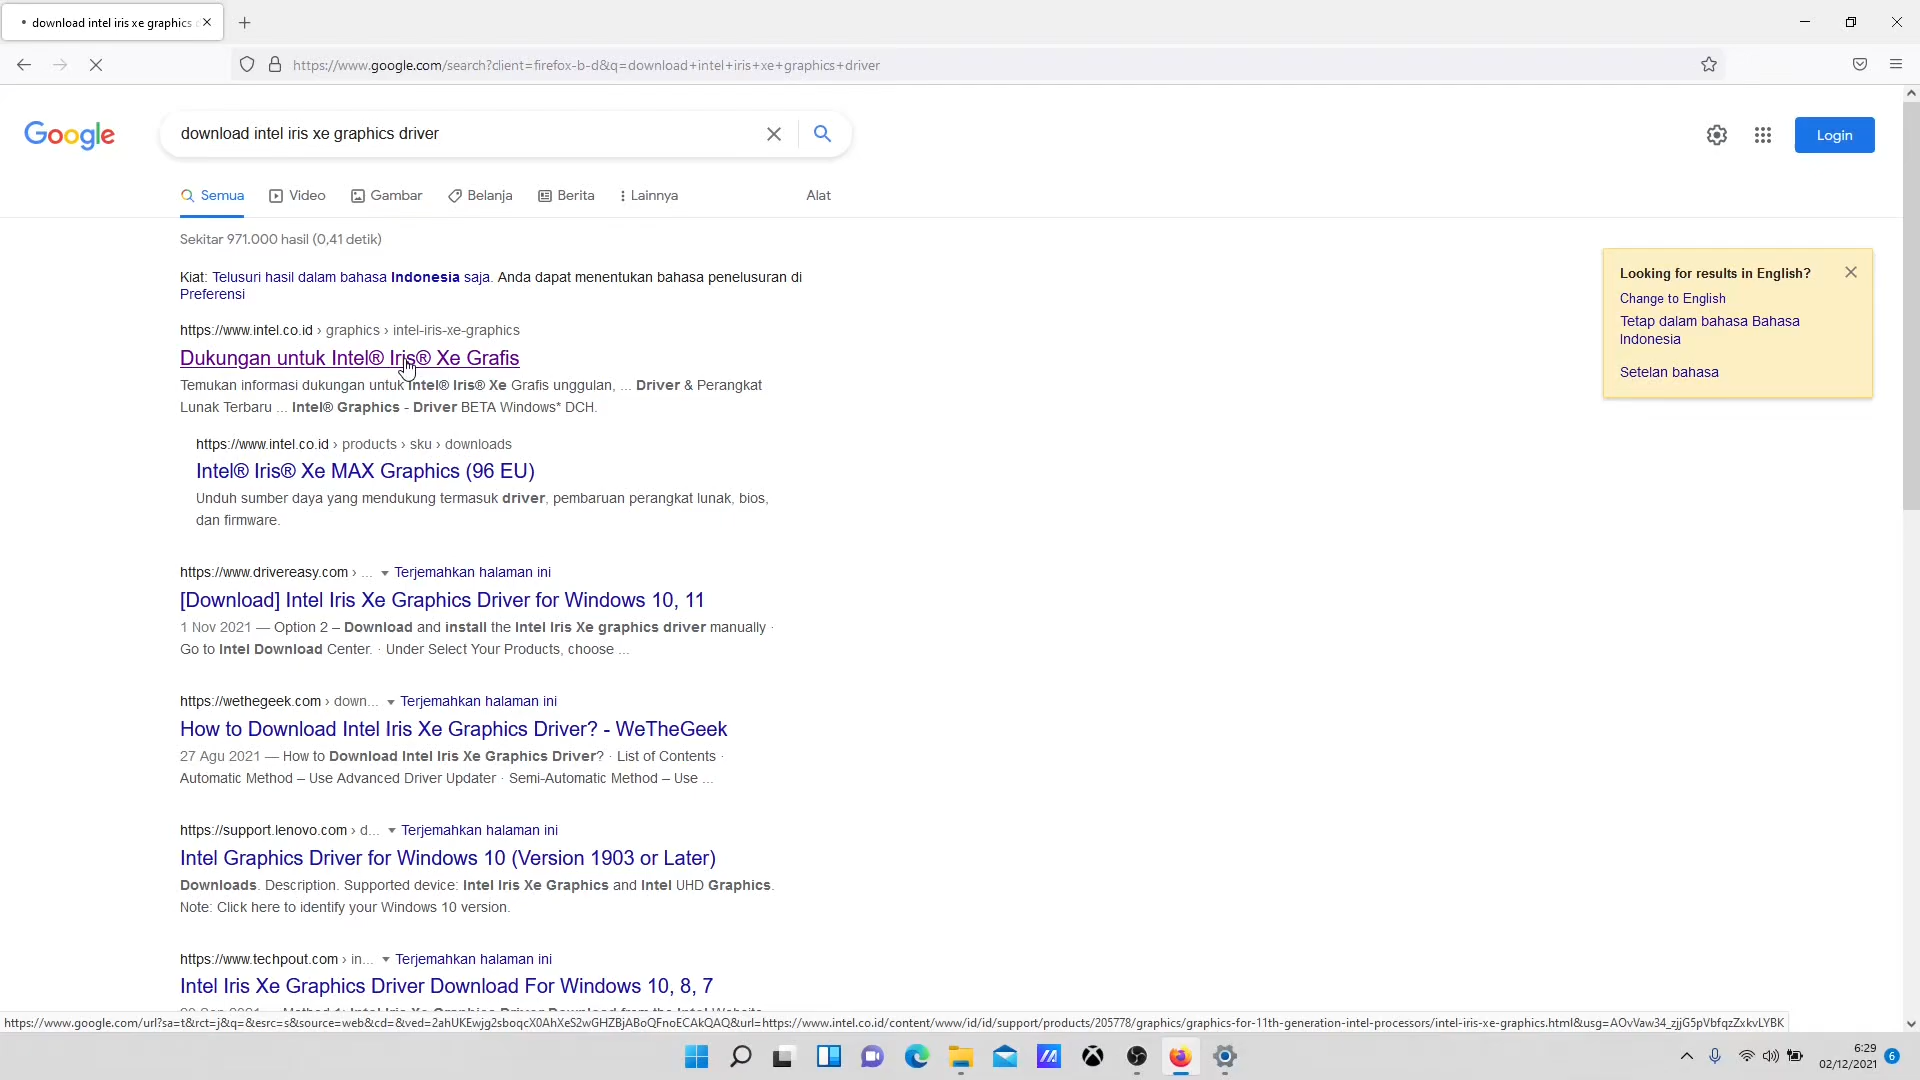 download intel iris xe graphics
https://www.google.com/search?client=firefox-b-d&q=download+intel+iris+xe+graphics+driver
Google
download intel iris xe graphics driver
Login
Semua
Video
Gambar
Belanja
Berita
Lainnya
Alat
Sekitar 971.000 hasil (0,41 detik)
Kiat: Telusuri hasil dalam bahasa Indonesia saja. Anda dapat menentukan bahasa penelusuran di
Preferensi
Looking for results in English?
Change to English
Tetap dalam bahasa Bahasa
Indonesia
Setelan bahasa
https://www.intel.co.id › graphics › intel-iris-xe-graphics
Dukungan untuk Intel® Iris® Xe Grafis
Temukan informasi dukungan untuk Intel® Iris® Xe Grafis unggulan, ... Driver & Perangkat
Lunak Terbaru ... Intel® Graphics - Driver BETA Windows* DCH.
https://www.intel.co.id › products › sku › downloads
Intel® Iris® Xe MAX Graphics (96 EU)
Unduh sumber daya yang mendukung termasuk driver, pembaruan perangkat lunak, bios,
dan firmware.
https://www.drivereasy.com › ... Terjemahkan halaman ini
[Download] Intel Iris Xe Graphics Driver for Windows 10, 11
1 Nov 2021 — Option 2 – Download and install the Intel Iris Xe graphics driver manually ·
Go to Intel Download Center. · Under Select Your Products, choose ...
https://wethegeek.com › down... Terjemahkan halaman ini
How to Download Intel Iris Xe Graphics Driver? - WeTheGeek
27 Agu 2021 — How to Download Intel Iris Xe Graphics Driver? · List of Contents ·
Automatic Method – Use Advanced Driver Updater · Semi-Automatic Method – Use ...
https://support.lenovo.com › d... Terjemahkan halaman ini
Intel Graphics Driver for Windows 10 (Version 1903 or Later)
Downloads. Description. Supported device: Intel Iris Xe Graphics and Intel UHD Graphics.
Note: Click here to identify your Windows 10 version.
https://www.techpout.com › in... Terjemahkan halaman ini
Intel Iris Xe Graphics Driver Download For Windows 10, 8, 7
https://www.google.com/url?sa=t&rct=j&q=&esrc=s&source=web&cd=&ved=2ahUKEwjg2sboqcX0AhXeS2wGHZBjABoQFnoECAkQAQ&url=https://www.intel.co.id/content/www/id/id/support/products/205778/graphics/graphics-for-11th-generation-intel-processors/intel-iris-xe-graphics.html&usg=AOvVaw34_zjjG5pVbfqzZxkvLYBK
6:29
02/12/2021
6